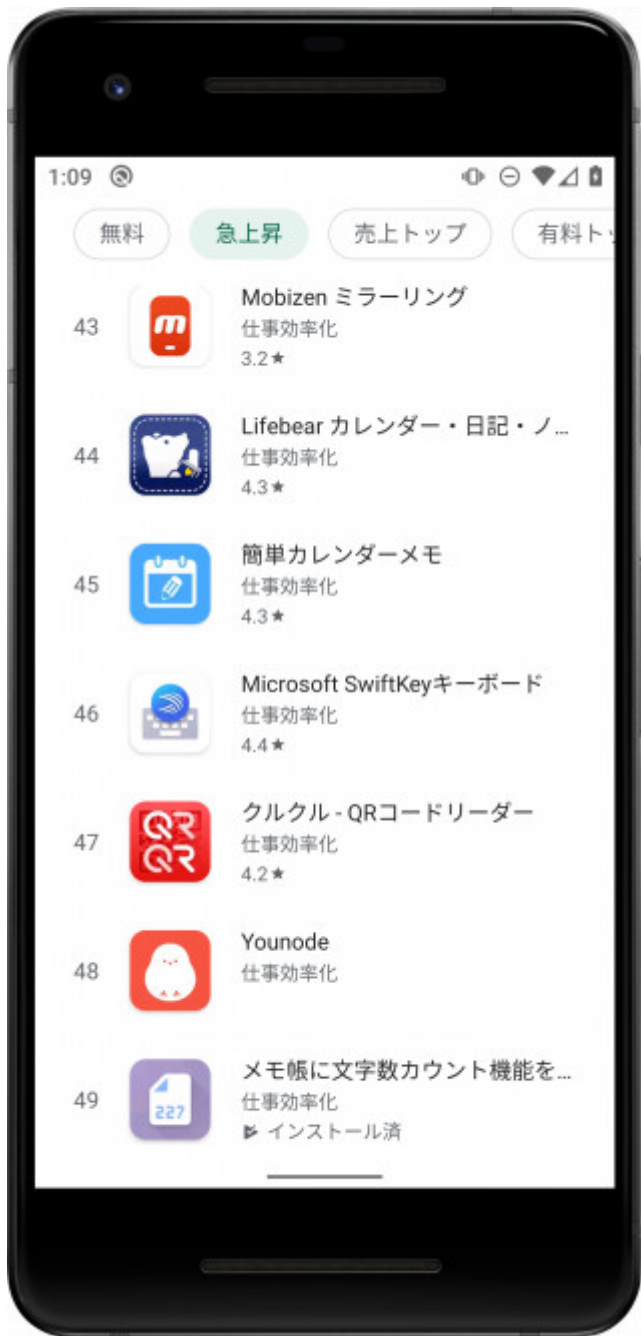 1:09
無料 急上昇 売上トップ 有料ト
43
Mobizen ミラーリング
仕事効率化
3.2★
44
Lifebear カレンダー・日記・ノ...
仕事効率化
4.3★
45
簡単カレンダーメモ
仕事効率化
4.3★
46
Microsoft SwiftKeyキーボード
仕事効率化
4.4★
47
QR
QR
クルクル - QRコードリーダー
仕事効率化
4.2★
48
Younode
仕事効率化
49
227
メモ帳に文字数カウント機能を...
仕事効率化
インストール済